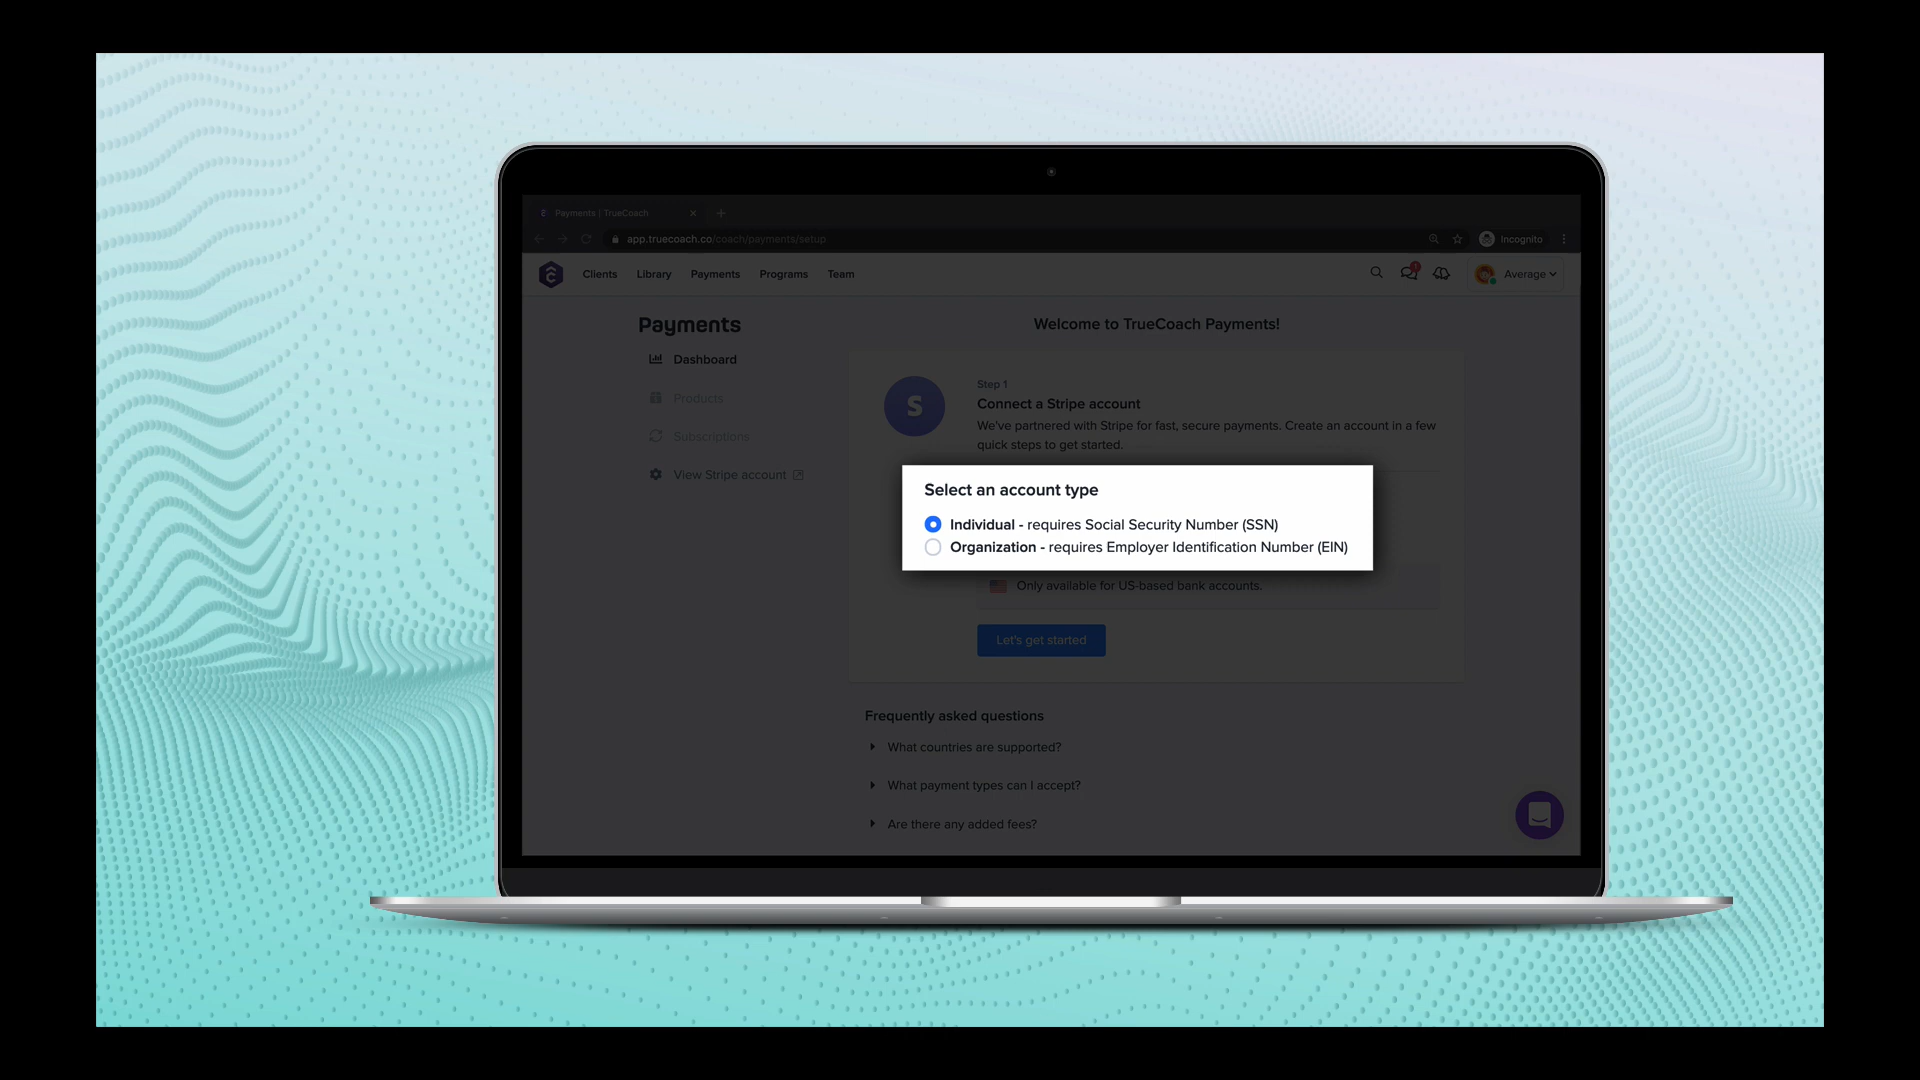 Payments | TrueCoach
app.truecoach.co/coach/payments/setup
Incognito
Clients Library Payments Programs Team
1
Average
Payments
Dashboard
Products
Subscriptions
View Stripe account
Welcome to TrueCoach Payments!
S
Step 1
Connect a Stripe account
We've partnered with Stripe for fast, secure payments. Create an account in a few
quick steps to get started.
Select an account type
Individual - requires Social Security Number (SSN)
Organization - requires Employer Identification Number (EIN)
Only available for US-based bank accounts.
Let's get started
Frequently asked questions
What countries are supported?
What payment types can I accept?
Are there any added fees?